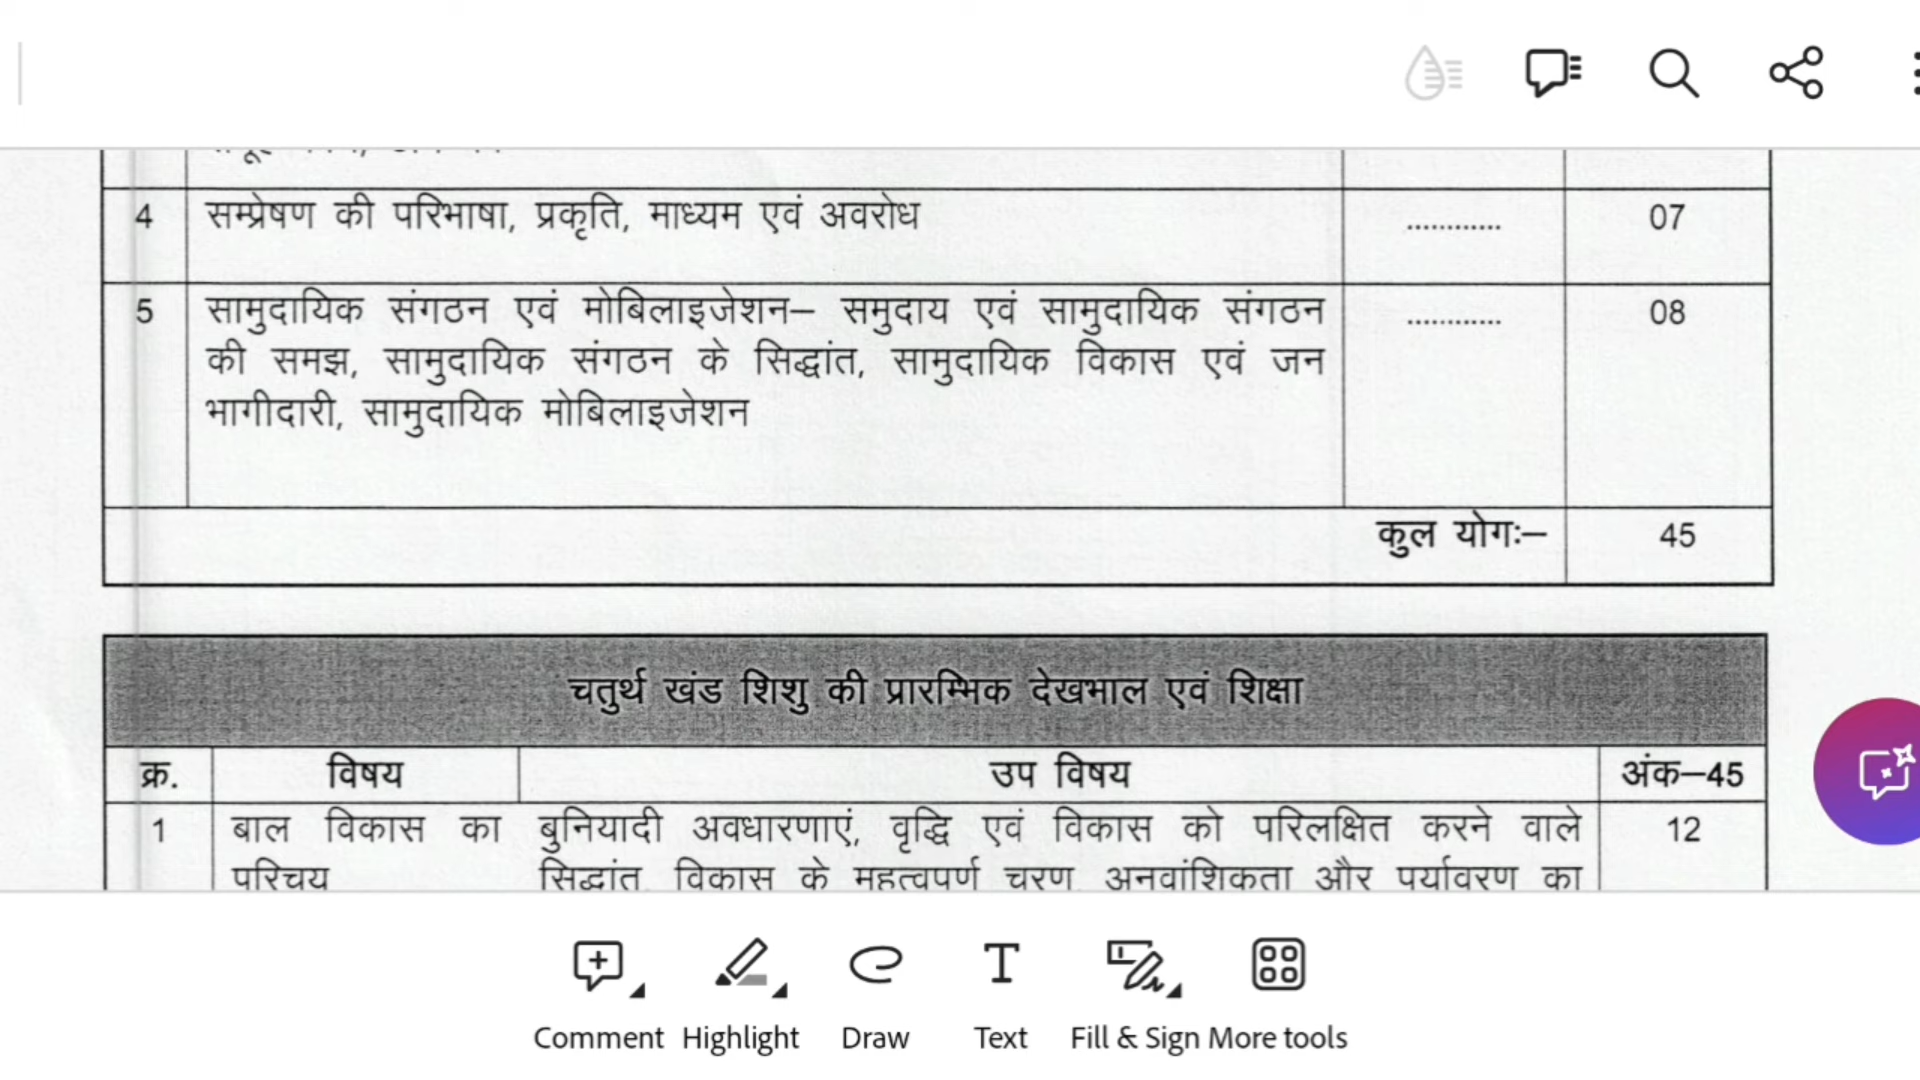 4 सम्प्रेषण की परिभाषा, प्रकृति, माध्यम एवं अवरोध ............ 07
5 सामुदायिक संगठन एवं मोबिलाइजेशन– समुदाय एवं सामुदायिक संगठन ............ 08
की समझ, सामुदायिक संगठन के सिद्धांत, सामुदायिक विकास एवं जन
भागीदारी, सामुदायिक मोबिलाइजेशन
कुल योगः– 45
चतुर्थ खंड शिशु की प्रारम्भिक देखभाल एवं शिक्षा
क्र. विषय उप विषय अंक–45
1 बाल विकास का बुनियादी अवधारणाएं, वृद्धि एवं विकास को परिलक्षित करने वाले 12
परिचय सिद्धांत विकास के महत्वपूर्ण चरण अनुवांशिकता और पर्यावरण का
Comment Highlight Draw Text Fill & Sign More tools